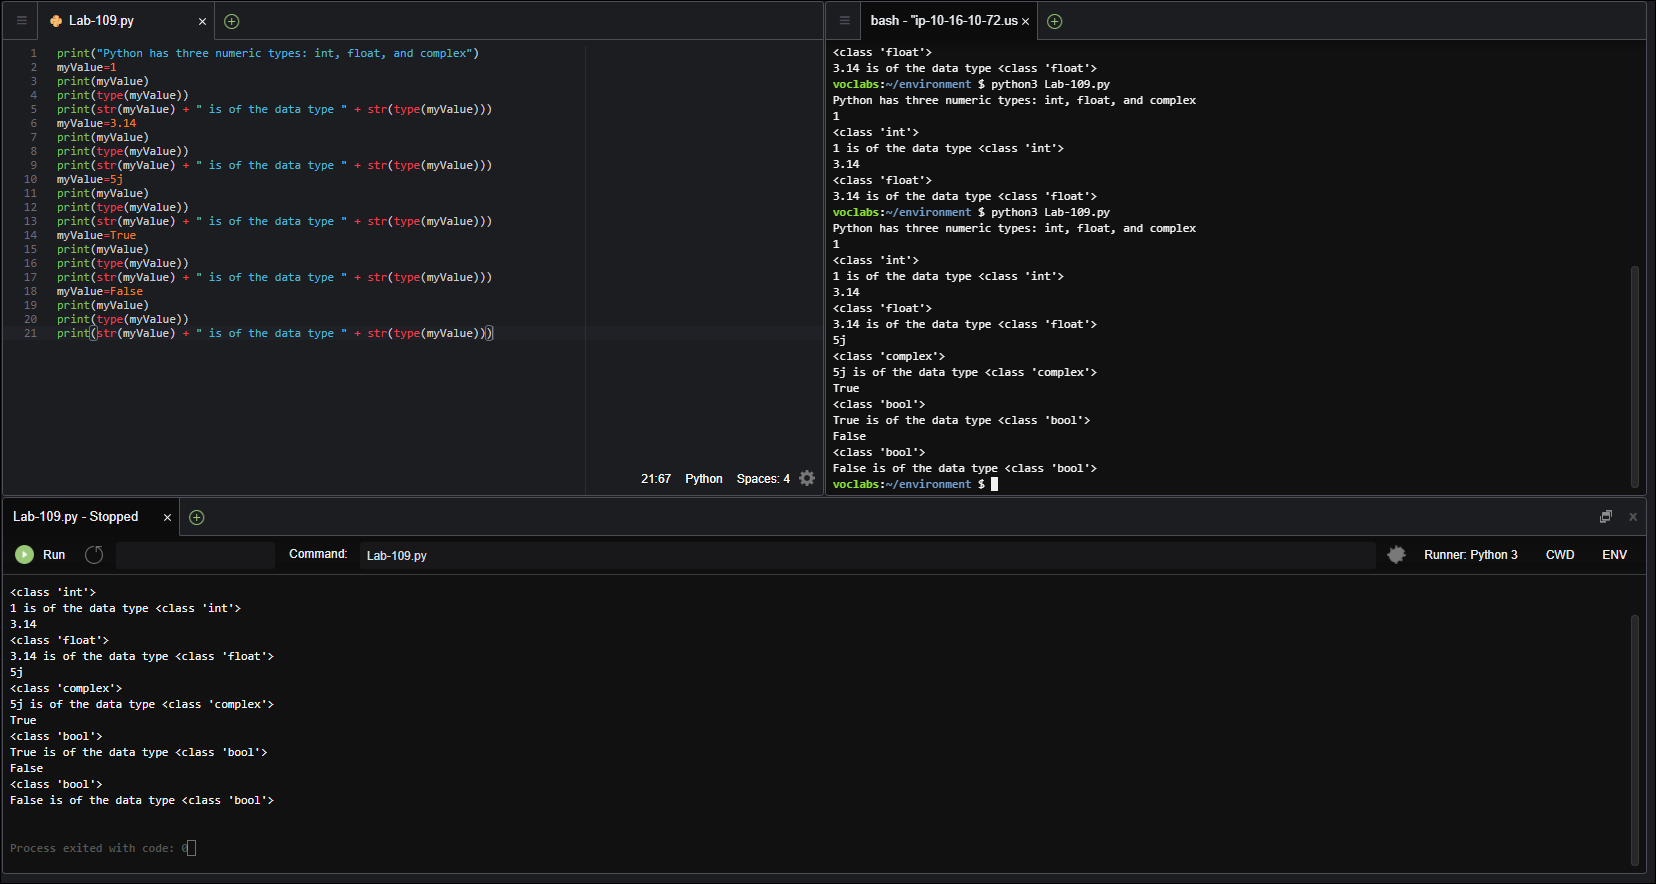 Lab-109.py
1 print("Python has three numeric types: int, float, and complex")
2 myValue=1
3 print(myValue)
4 print(type(myValue))
5 print(str(myValue) + " is of the data type " + str(type(myValue)))
6 myValue=3.14
7 print(myValue)
8 print(type(myValue))
9 print(str(myValue) + " is of the data type " + str(type(myValue)))
10 myValue=5j
11 print(myValue)
12 print(type(myValue))
13 print(str(myValue) + " is of the data type " + str(type(myValue)))
14 myValue=True
15 print(myValue)
16 print(type(myValue))
17 print(str(myValue) + " is of the data type " + str(type(myValue)))
18 myValue=False
19 print(myValue)
20 print(type(myValue))
21 print(str(myValue) + " is of the data type " + str(type(myValue)))
21:67 Python Spaces: 4
bash - "ip-10-16-10-72.us
<class 'float'>
3.14 is of the data type <class 'float'>
voclabs:~/environment $ python3 Lab-109.py
Python has three numeric types: int, float, and complex
1
<class 'int'>
1 is of the data type <class 'int'>
3.14
<class 'float'>
3.14 is of the data type <class 'float'>
voclabs:~/environment $ python3 Lab-109.py
Python has three numeric types: int, float, and complex
1
<class 'int'>
1 is of the data type <class 'int'>
3.14
<class 'float'>
3.14 is of the data type <class 'float'>
5j
<class 'complex'>
5j is of the data type <class 'complex'>
True
<class 'bool'>
True is of the data type <class 'bool'>
False
<class 'bool'>
False is of the data type <class 'bool'>
voclabs:~/environment $
Lab-109.py - Stopped
Run Command: Lab-109.py Runner: Python 3 CWD ENV
<class 'int'>
1 is of the data type <class 'int'>
3.14
<class 'float'>
3.14 is of the data type <class 'float'>
5j
<class 'complex'>
5j is of the data type <class 'complex'>
True
<class 'bool'>
True is of the data type <class 'bool'>
False
<class 'bool'>
False is of the data type <class 'bool'>
Process exited with code: 0